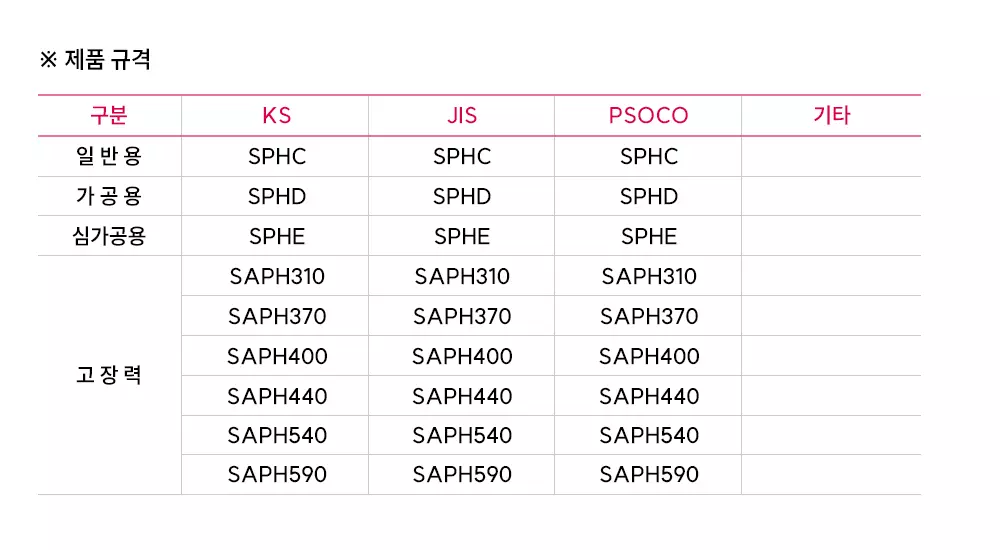 ※ 제품 규격
구분 KS JIS PSOCO 기타
일 반 용 SPHC SPHC SPHC
가 공 용 SPHD SPHD SPHD
심가공용 SPHE SPHE SPHE
고 장 력 SAPH310 SAPH310 SAPH310
SAPH370 SAPH370 SAPH370
SAPH400 SAPH400 SAPH400
SAPH440 SAPH440 SAPH440
SAPH540 SAPH540 SAPH540
SAPH590 SAPH590 SAPH590